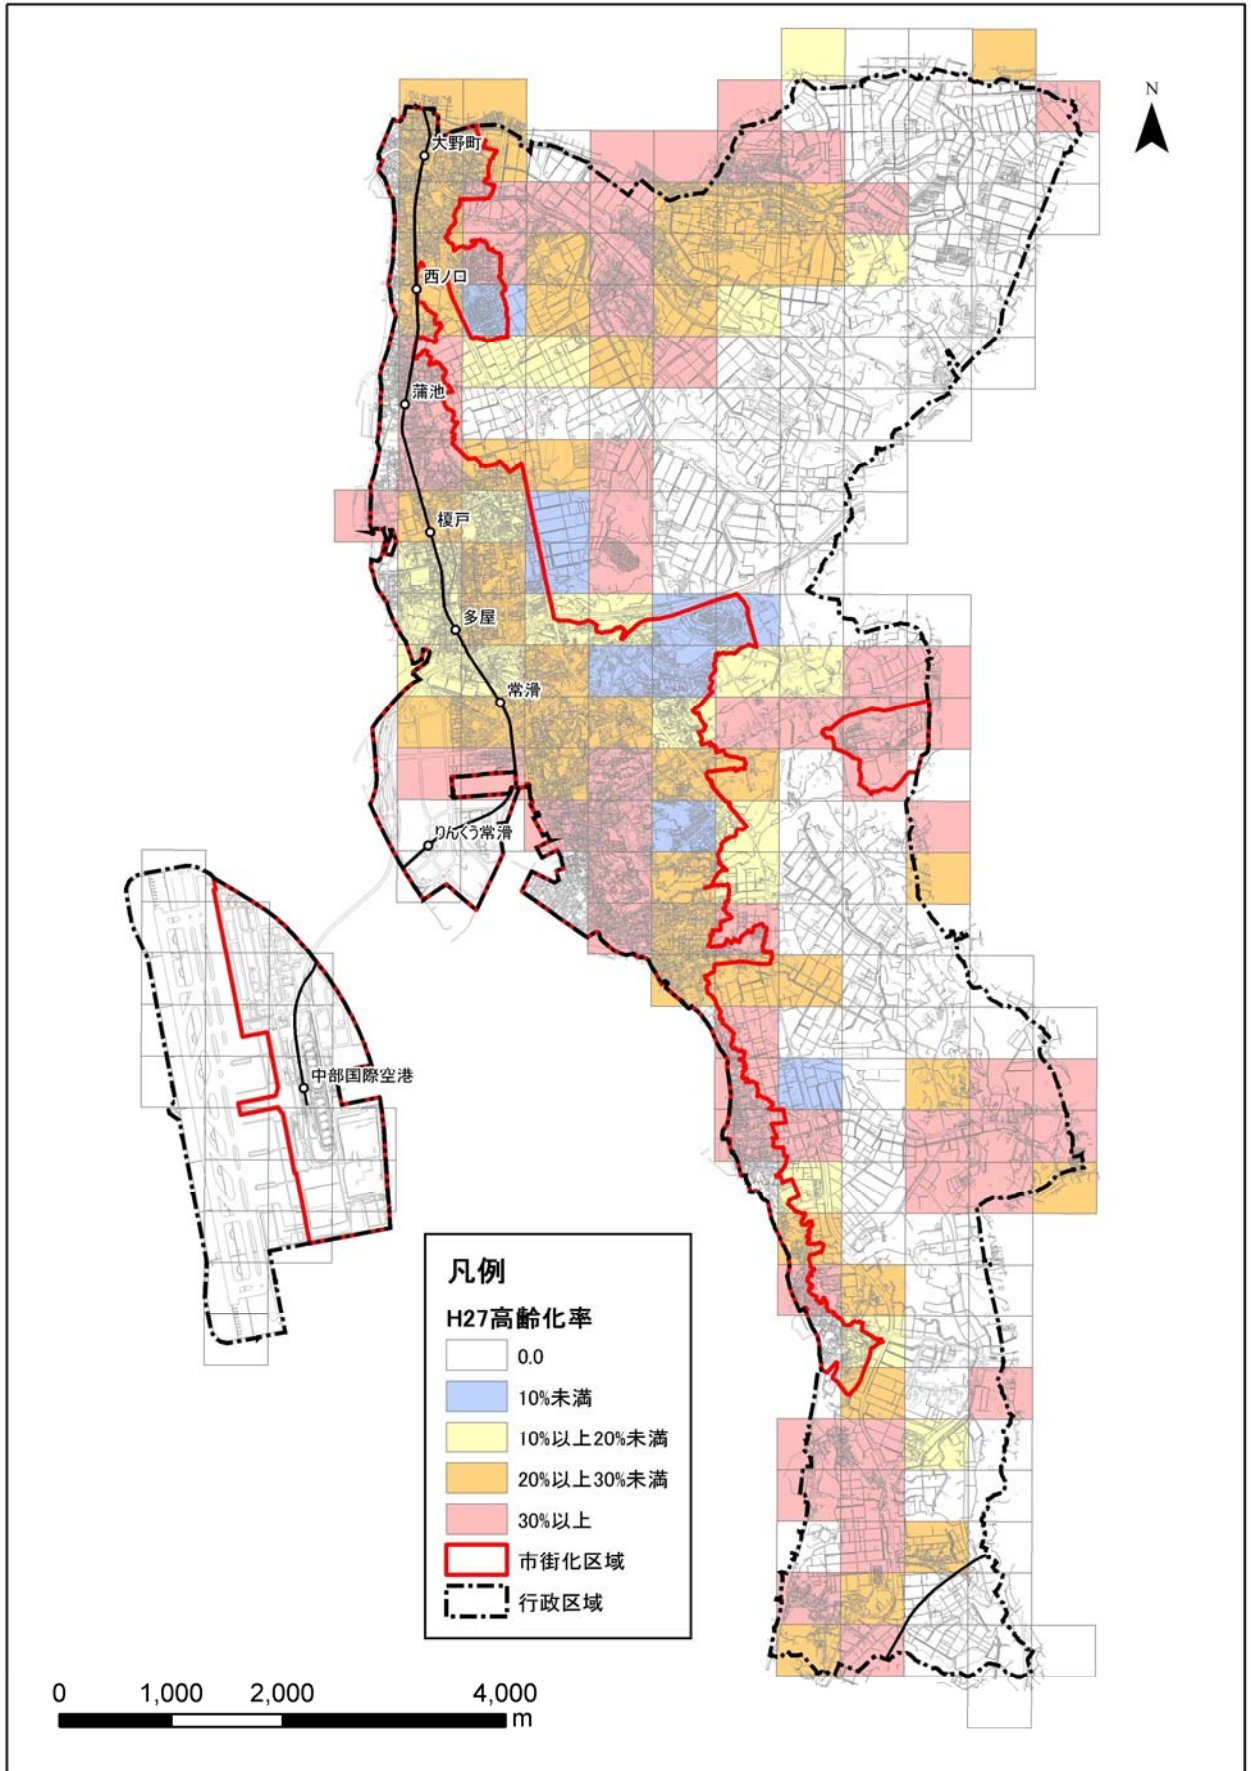 N
大野町
西ノ口
蒲池
榎戸
多屋
常滑
りんくう常滑
中部国際空港
凡例
H27高齢化率
0.0
10%未満
10%以上20%未満
20%以上30%未満
30%以上
市街化区域
行政区域
0 1,000 2,000 4,000
m